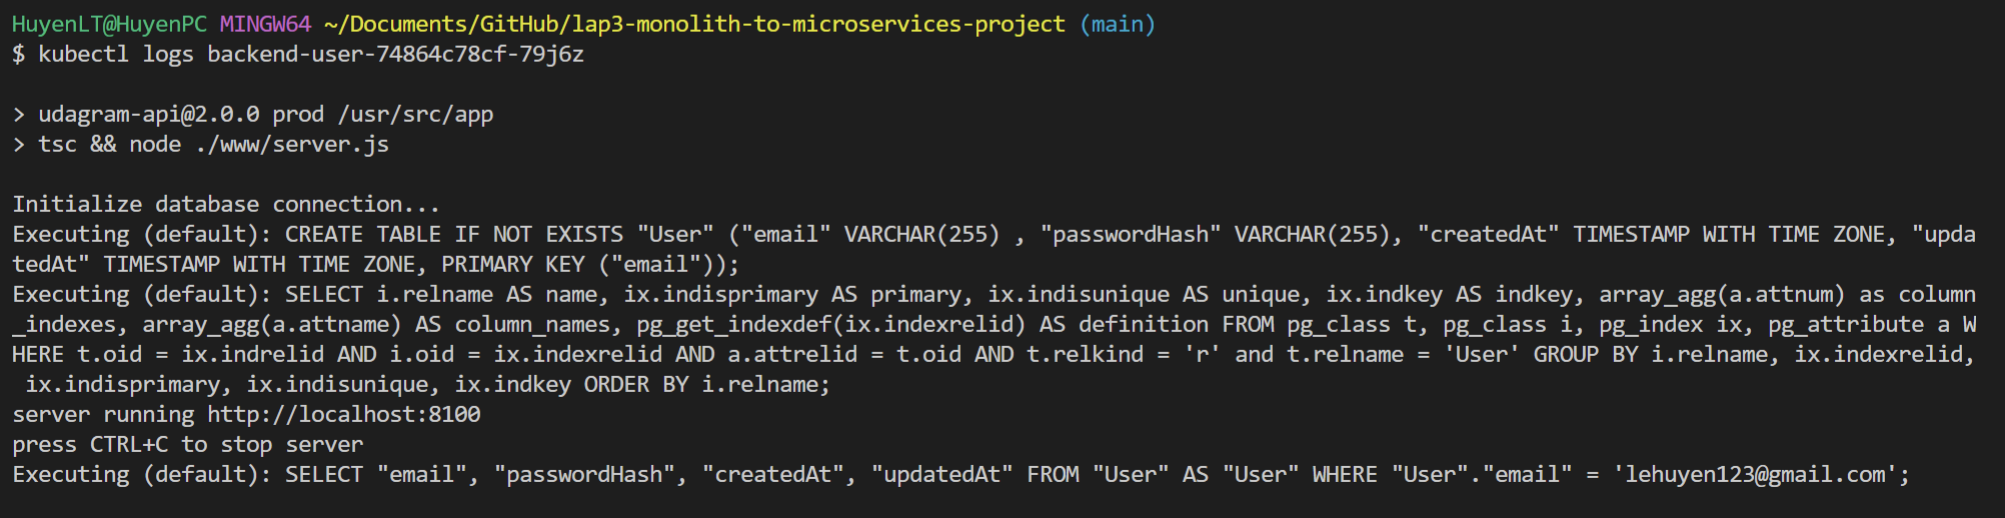 HuyenLT@HuyenPC MINGW64 ~/Documents/GitHub/lap3-monolith-to-microservices-project (main)
$ kubectl logs backend-user-74864c78cf-79j6z
> udagram-api@2.0.0 prod /usr/src/app
> tsc && node ./www/server.js
Initialize database connection...
Executing (default): CREATE TABLE IF NOT EXISTS "User" ("email" VARCHAR(255) , "passwordHash" VARCHAR(255), "createdAt" TIMESTAMP WITH TIME ZONE, "upda
tedAt" TIMESTAMP WITH TIME ZONE, PRIMARY KEY ("email"));
Executing (default): SELECT i.relname AS name, ix.indisprimary AS primary, ix.indisunique AS unique, ix.indkey AS indkey, array_agg(a.attnum) as column
_indexes, array_agg(a.attname) AS column_names, pg_get_indexdef(ix.indexrelid) AS definition FROM pg_class t, pg_class i, pg_index ix, pg_attribute a W
HERE t.oid = ix.indrelid AND i.oid = ix.indexrelid AND a.attrelid = t.oid AND t.relkind = 'r' and t.relname = 'User' GROUP BY i.relname, ix.indexrelid,
 ix.indisprimary, ix.indisunique, ix.indkey ORDER BY i.relname;
server running http://localhost:8100
press CTRL+C to stop server
Executing (default): SELECT "email", "passwordHash", "createdAt", "updatedAt" FROM "User" AS "User" WHERE "User"."email" = 'lehuyen123@gmail.com';